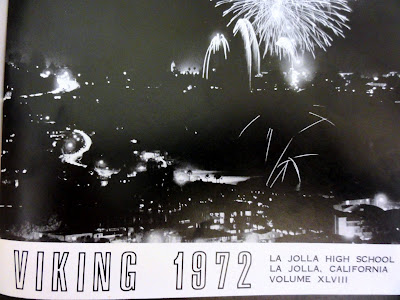 VIKING 1972
LA JOLLA HIGH SCHOOL
LA JOLLA, CALIFORNIA
VOLUME XLVIII